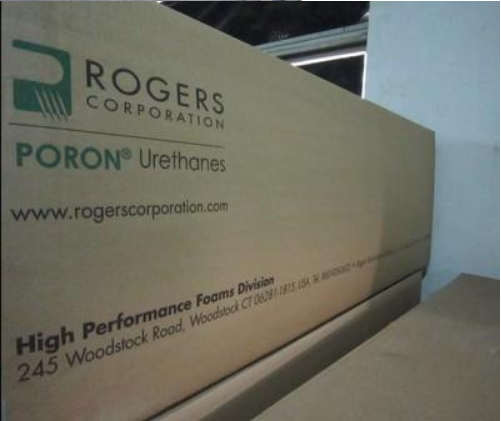 ROGERS
CORPORATION
PORON® Urethanes
www.rogerscorporation.com
High Performance Foams Division
245 Woodstock Road, Woodstock CT 06281-1815, USA, Tel.